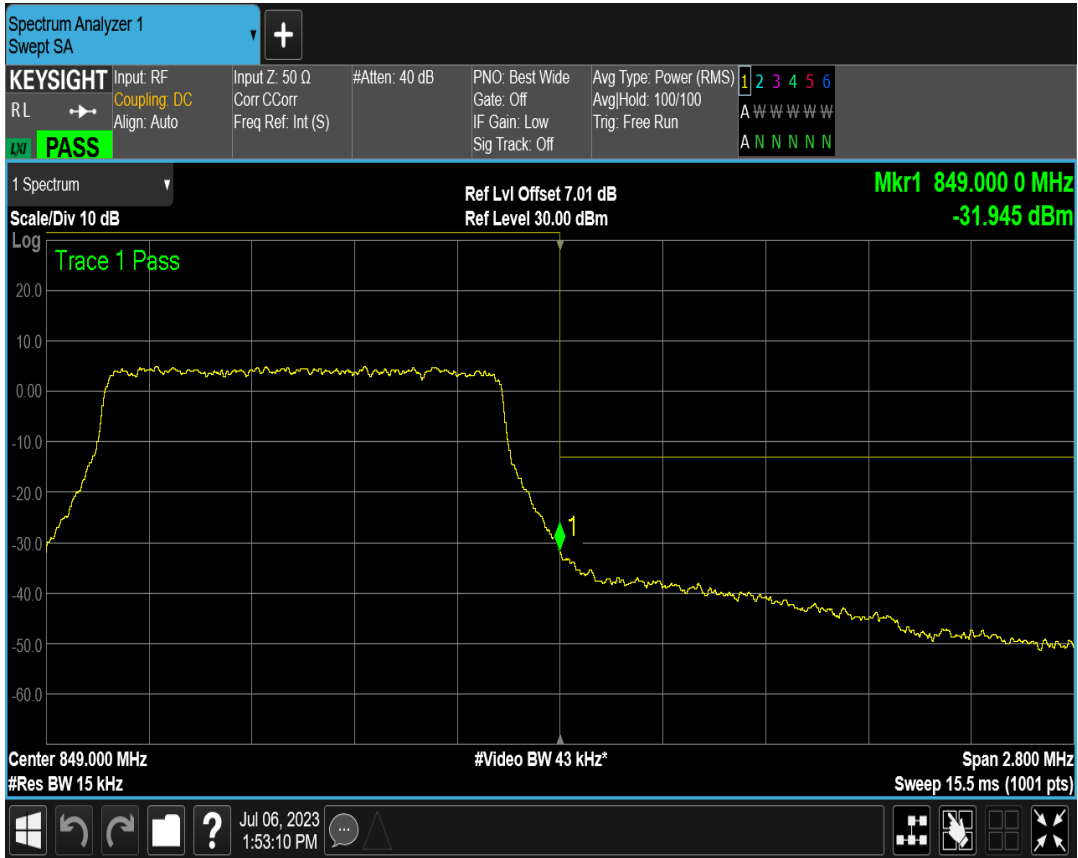 Spectrum Analyzer 1
Swept SA
+
KEYSIGHT
RL
LXI PASS
Input: RF
Coupling: DC
Align: Auto
Input Z: 50 Ω
Corr CCorr
Freq Ref: Int (S)
#Atten: 40 dB
PNO: Best Wide
Gate: Off
IF Gain: Low
Sig Track: Off
Avg Type: Power (RMS)
Avg|Hold: 100/100
Trig: Free Run
1 2 3 4 5 6
A W W W W W
A N N N N N
1 Spectrum
Scale/Div 10 dB
Ref Lvl Offset 7.01 dB
Ref Level 30.00 dBm
Mkr1 849.000 0 MHz
-31.945 dBm
Log
Trace 1 Pass
20.0
10.0
0.00
-10.0
-20.0
1
-30.0
-40.0
-50.0
-60.0
Center 849.000 MHz
#Res BW 15 kHz
#Video BW 43 kHz*
Span 2.800 MHz
Sweep 15.5 ms (1001 pts)
?
Jul 06, 2023
1:53:10 PM